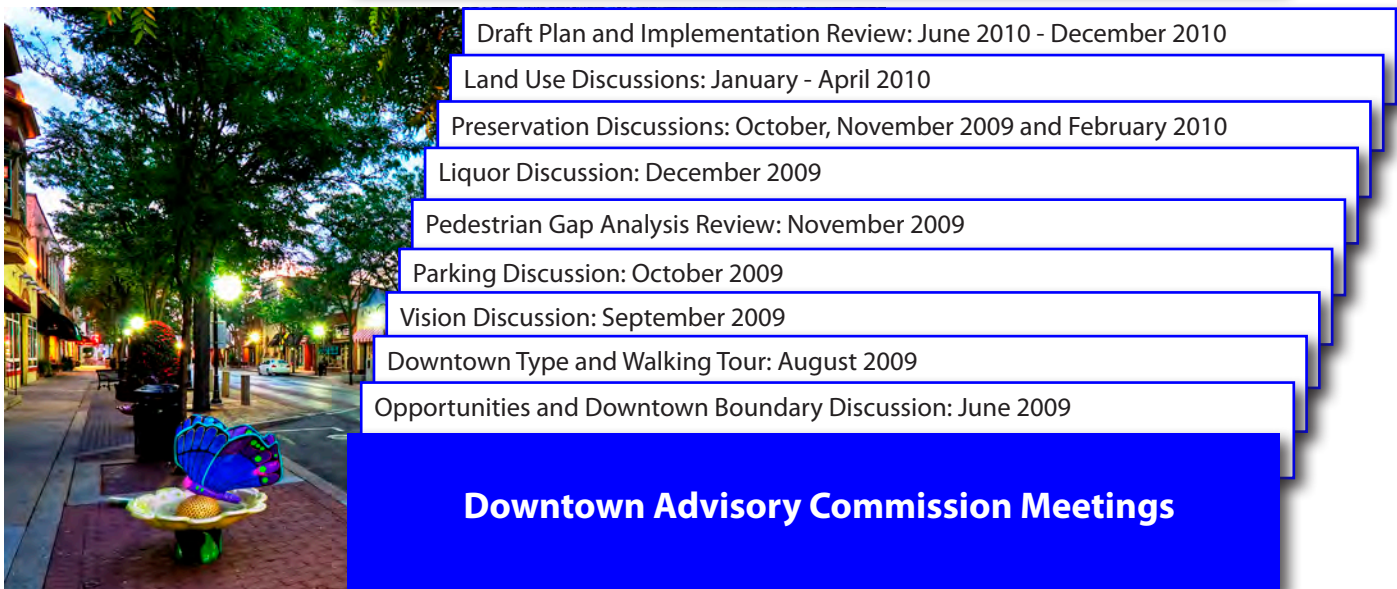 Draft Plan and Implementation Review: June 2010 - December 2010
Land Use Discussions: January - April 2010
Preservation Discussions: October, November 2009 and February 2010
Liquor Discussion: December 2009
Pedestrian Gap Analysis Review: November 2009
Parking Discussion: October 2009
Vision Discussion: September 2009
Downtown Type and Walking Tour: August 2009
Opportunities and Downtown Boundary Discussion: June 2009
Downtown Advisory Commission Meetings